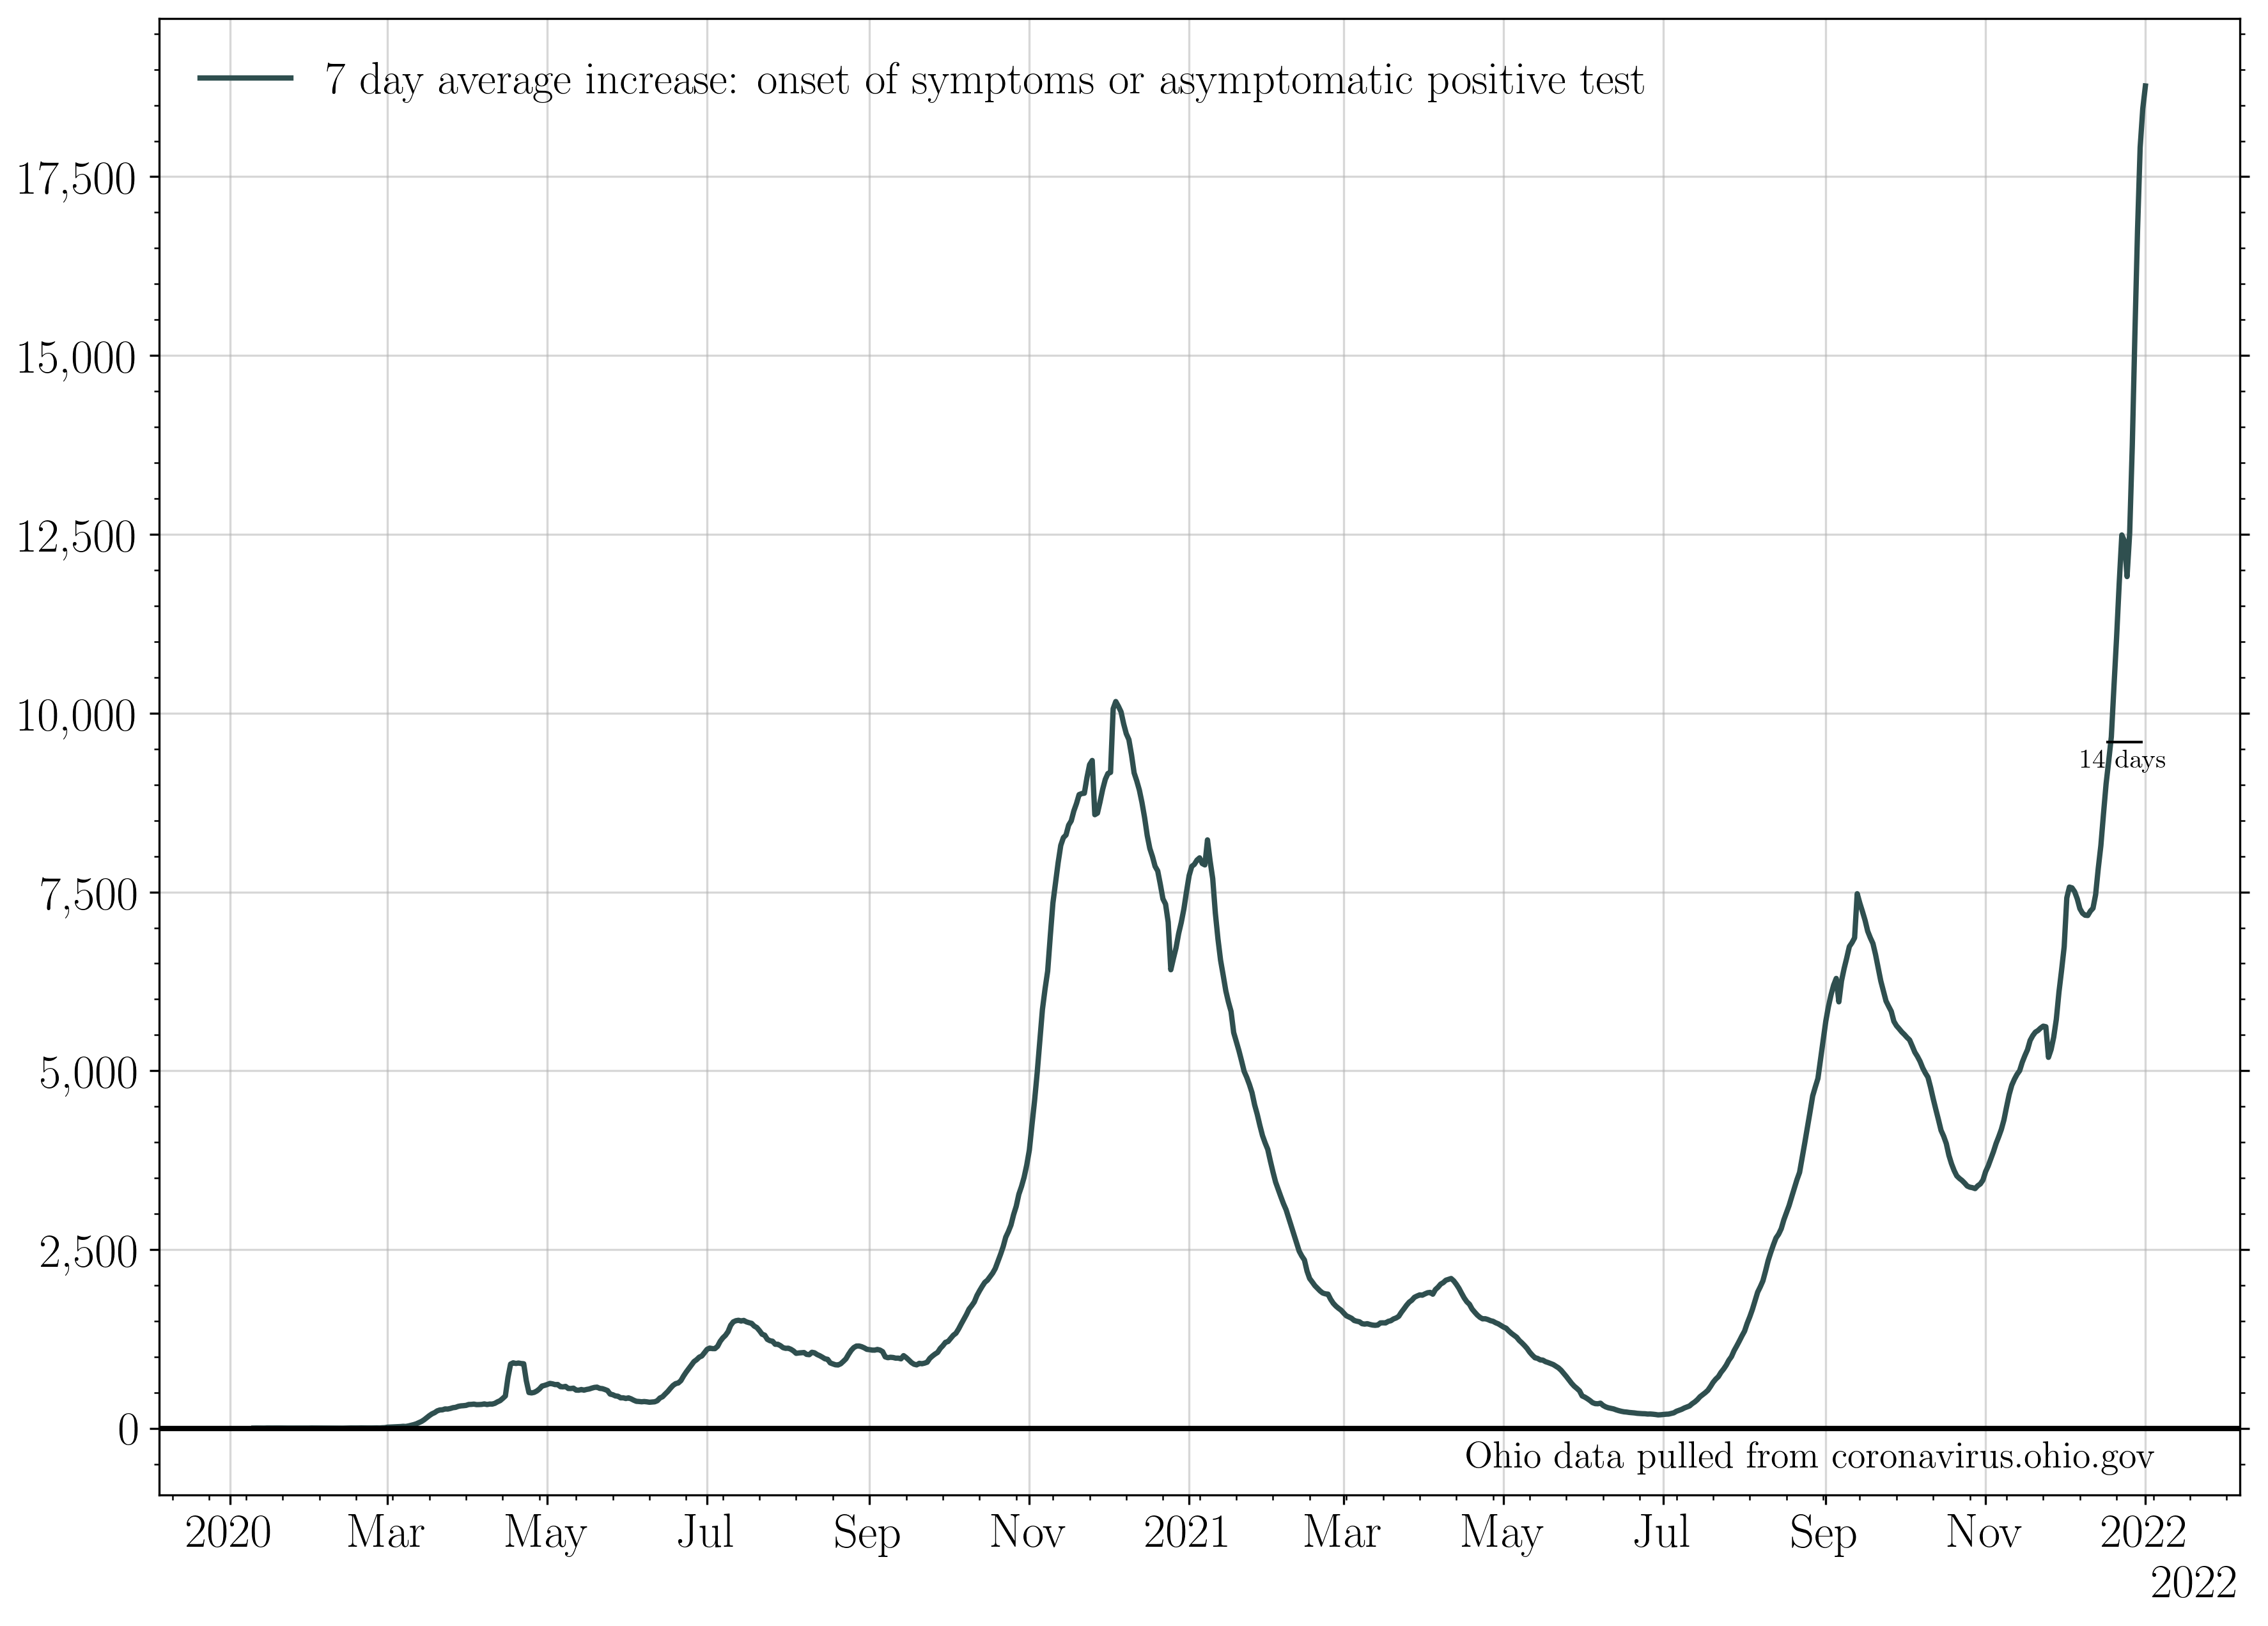 7 day average increase: onset of symptoms or asymptomatic positive test
17,500
15,000
12,500
10,000
14 days
7,500
5,000
2,500
0
Ohio data pulled from coronavirus.ohio.gov
2020 Mar May Jul Sep Nov 2021 Mar May Jul Sep Nov 2022
2022